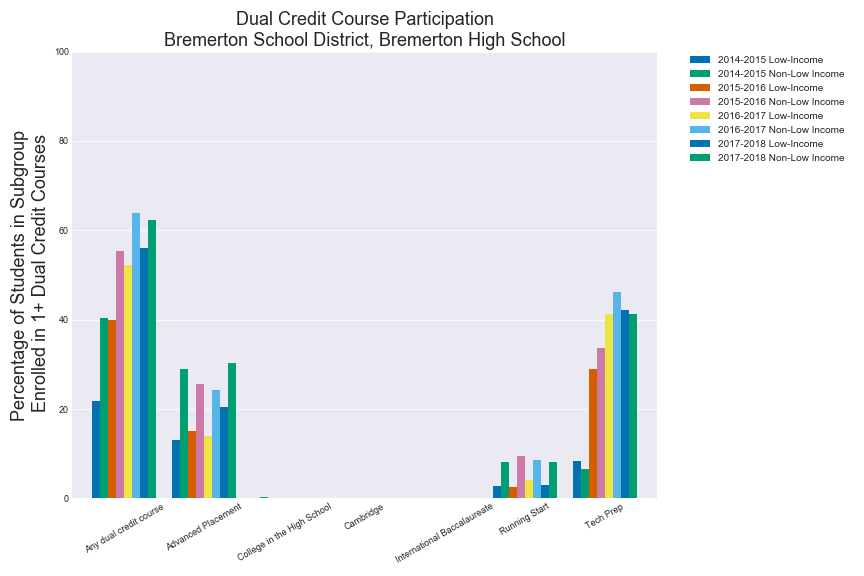 Dual Credit Course Participation
Bremerton School District, Bremerton High School
Percentage of Students in Subgroup
Enrolled in 1+ Dual Credit Courses
100
80
60
40
20
0
Any dual credit course
Advanced Placement
College in the High School
Cambridge
International Baccalaureate
Running Start
Tech Prep
2014-2015 Low-Income
2014-2015 Non-Low Income
2015-2016 Low-Income
2015-2016 Non-Low Income
2016-2017 Low-Income
2016-2017 Non-Low Income
2017-2018 Low-Income
2017-2018 Non-Low Income